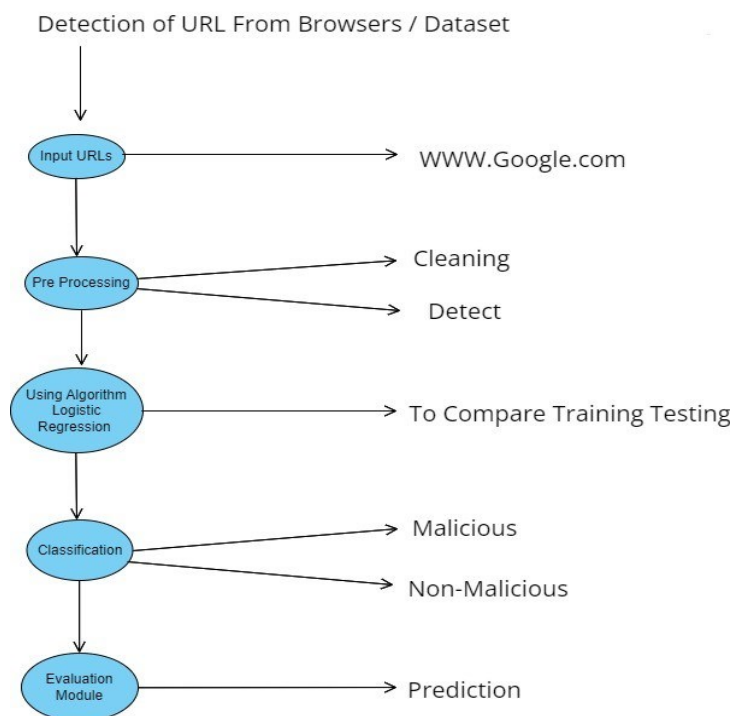 Detection of URL From Browsers / Dataset
Input URLs
WWW.Google.com
Pre Processing
Cleaning
Detect
Using Algorithm
Logistic
Regression
To Compare Training Testing
Classification
Malicious
Non-Malicious
Evaluation
Module
Prediction